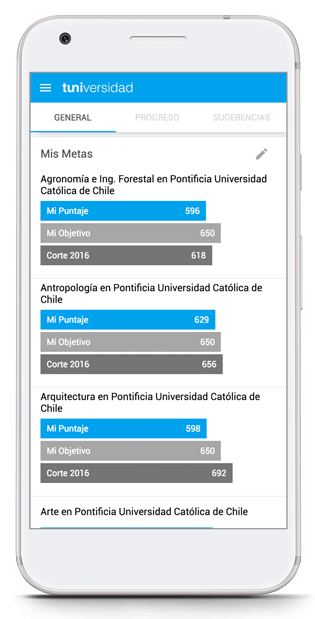 tuniversidad
GENERAL
PROGRESO
SUGERENCIAS
Mis Metas
Agronomía e Ing. Forestal en Pontificia Universidad
Católica de Chile
Mi Puntaje 596
Mi Objetivo 650
Corte 2016 618
Antropología en Pontificia Universidad Católica de
Chile
Mi Puntaje 629
Mi Objetivo 650
Corte 2016 656
Arquitectura en Pontificia Universidad Católica de
Chile
Mi Puntaje 598
Mi Objetivo 650
Corte 2016 692
Arte en Pontificia Universidad Católica de Chile